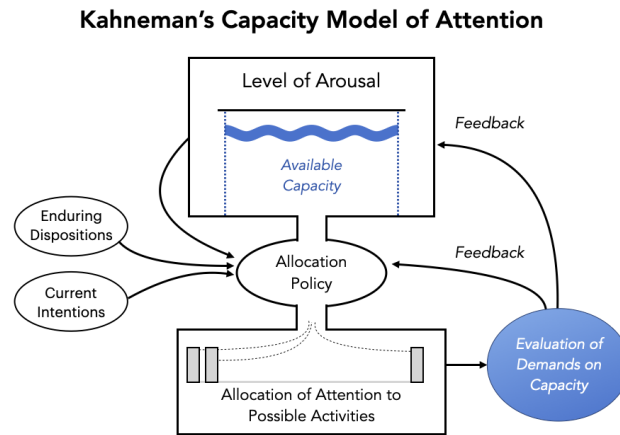 Kahneman's Capacity Model of Attention
Level of Arousal
Feedback
Available
Capacity
Enduring
Dispositions
Allocation
Policy
Feedback
Current
Intentions
Evaluation of
Demands on
Capacity
Allocation of Attention to
Possible Activities